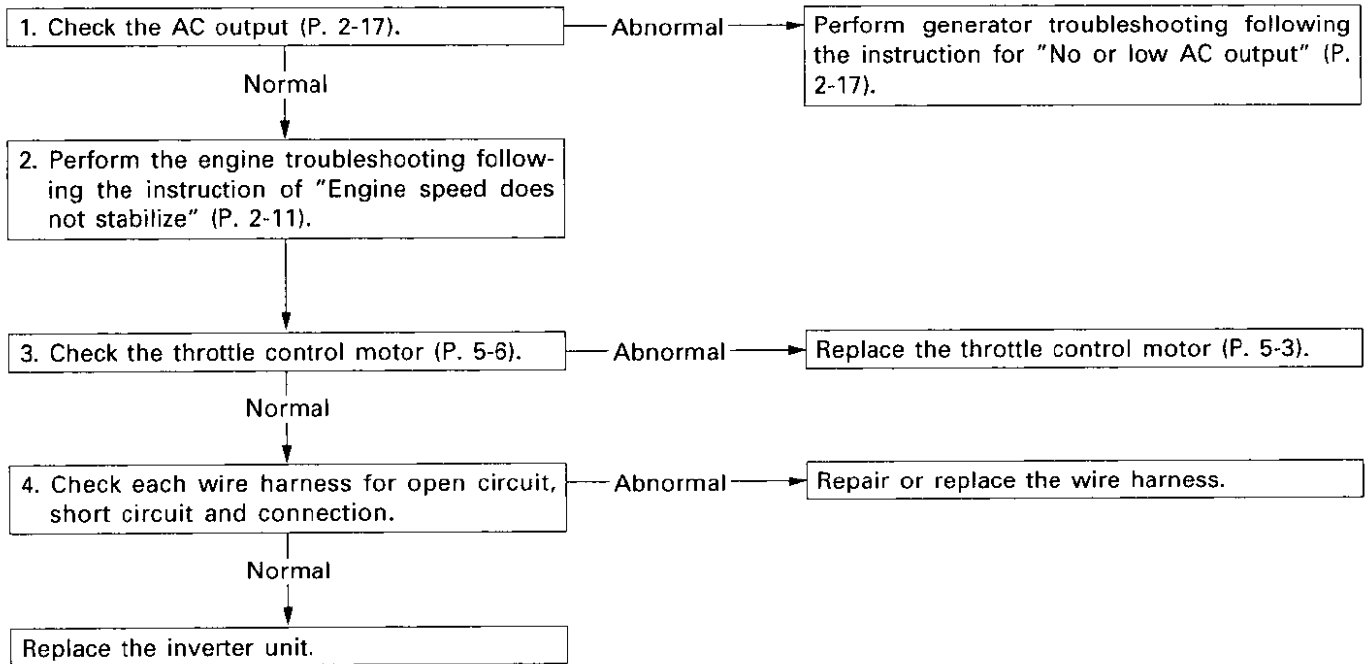 1. Check the AC output (P. 2-17).
Abnormal
Perform generator troubleshooting following
the instruction for "No or low AC output" (P.
2-17).
Normal
2. Perform the engine troubleshooting follow-
ing the instruction of "Engine speed does
not stabilize" (P. 2-11).
3. Check the throttle control motor (P. 5-6).
Abnormal
Replace the throttle control motor (P. 5-3).
Normal
4. Check each wire harness for open circuit,
short circuit and connection.
Abnormal
Repair or replace the wire harness.
Normal
Replace the inverter unit.